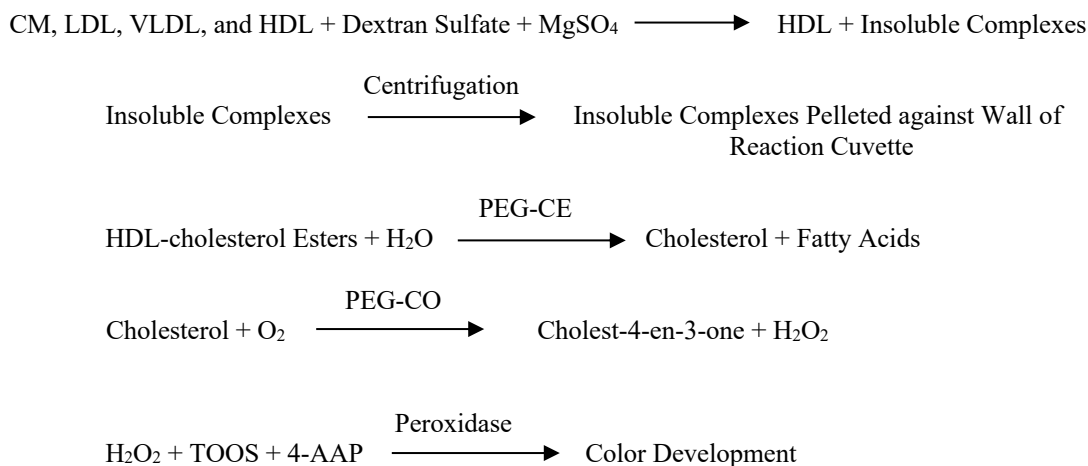 CM, LDL, VLDL, and HDL + Dextran Sulfate + MgSO₄ HDL + Insoluble Complexes
Centrifugation
Insoluble Complexes Insoluble Complexes Pelleted against Wall of
Reaction Cuvette
PEG-CE
HDL-cholesterol Esters + H₂O Cholesterol + Fatty Acids
PEG-CO
Cholesterol + O₂ Cholest-4-en-3-one + H₂O₂
Peroxidase
H₂O₂ + TOOS + 4-AAP Color Development